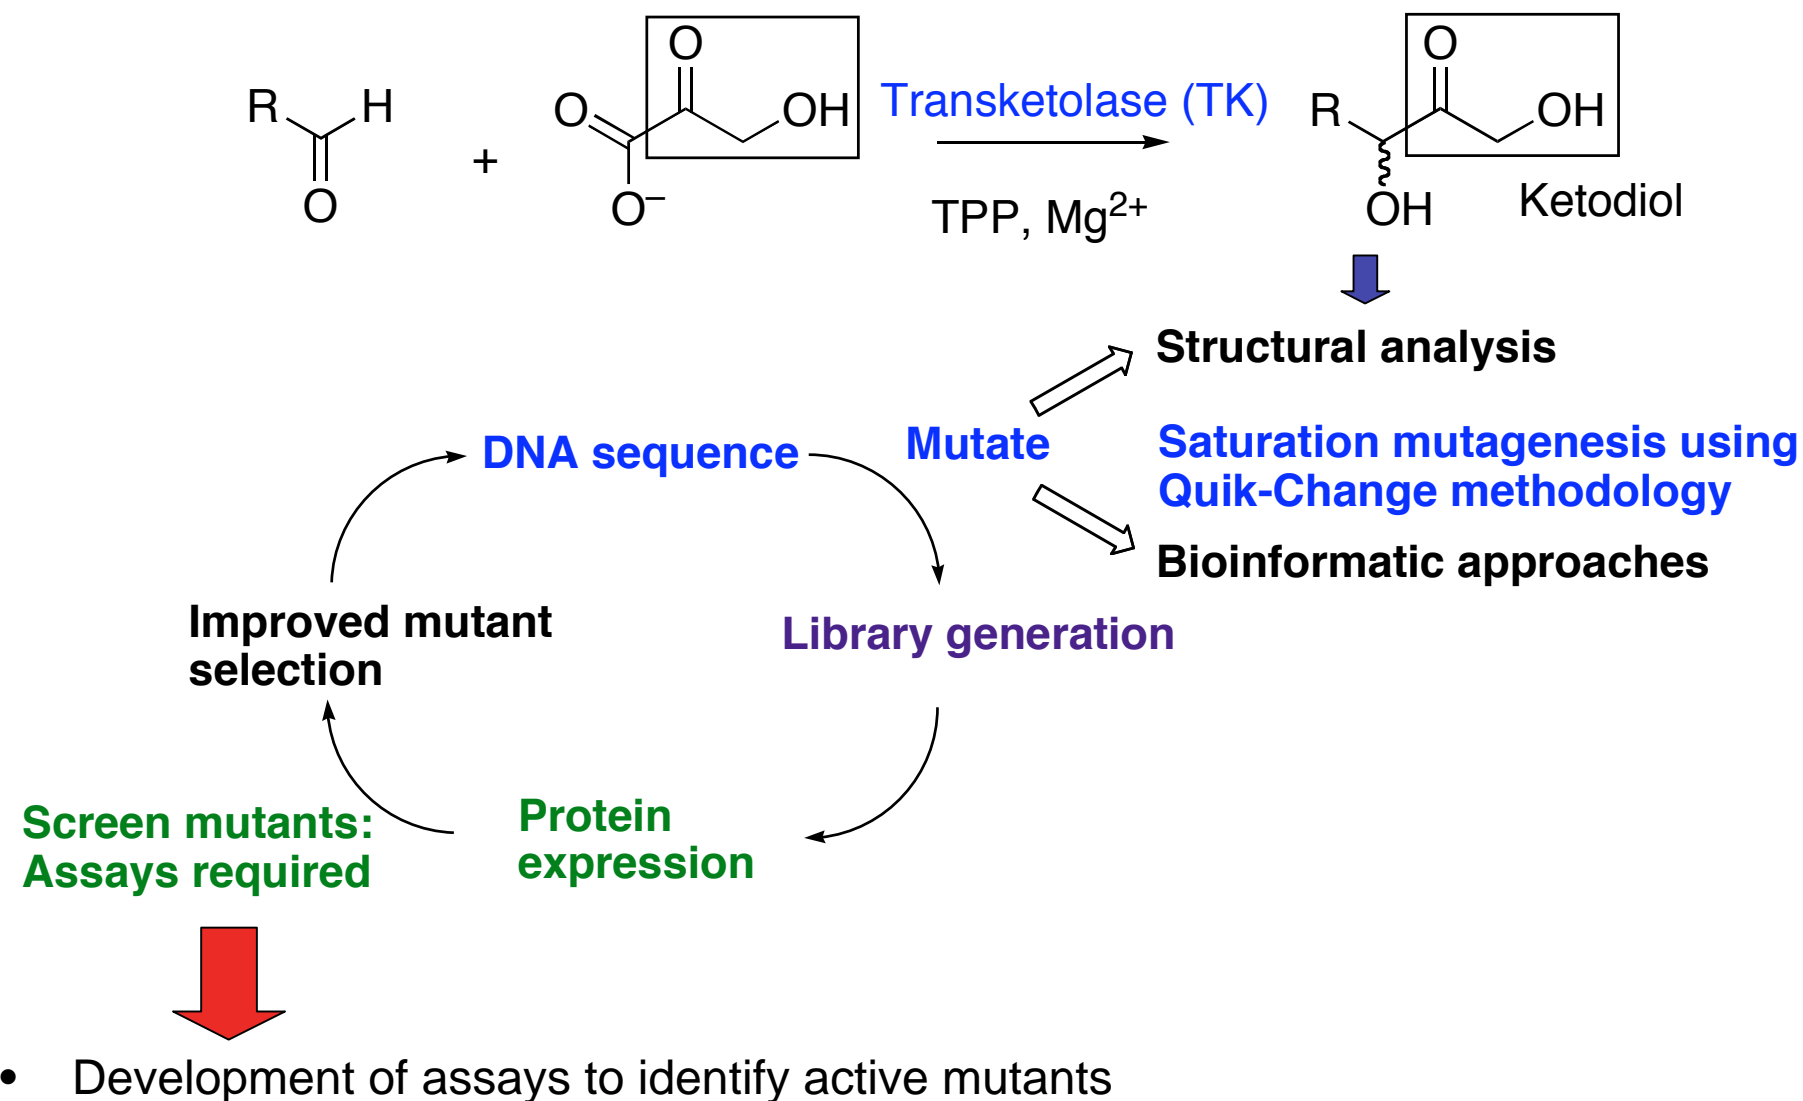 R H O + O O O– OH
Transketolase (TK)
TPP, Mg2+
R O OH OH
Ketodiol
Structural analysis
Mutate
Saturation mutagenesis using
Quik-Change methodology
Bioinformatic approaches
DNA sequence
Library generation
Improved mutant
selection
Protein
expression
Screen mutants:
Assays required
• Development of assays to identify active mutants